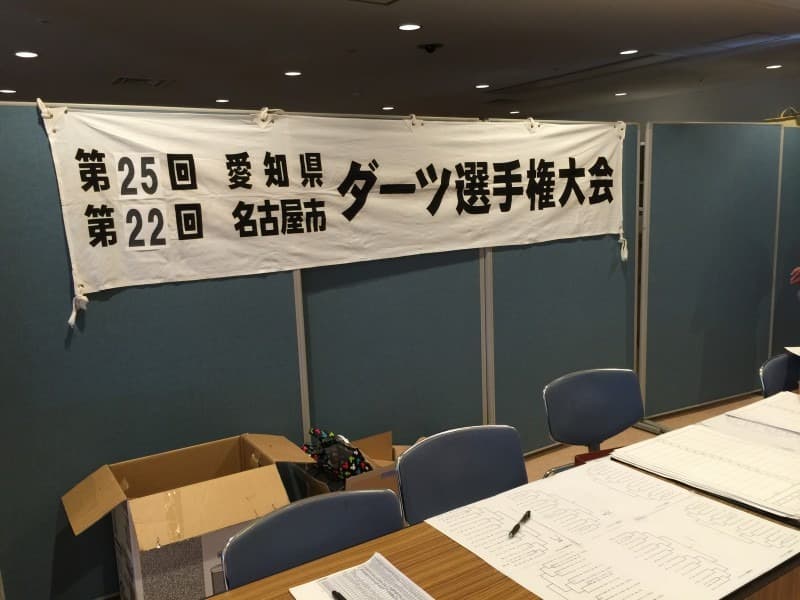 第25回 愛知県
第22回 名古屋市
ダーツ選手権大会